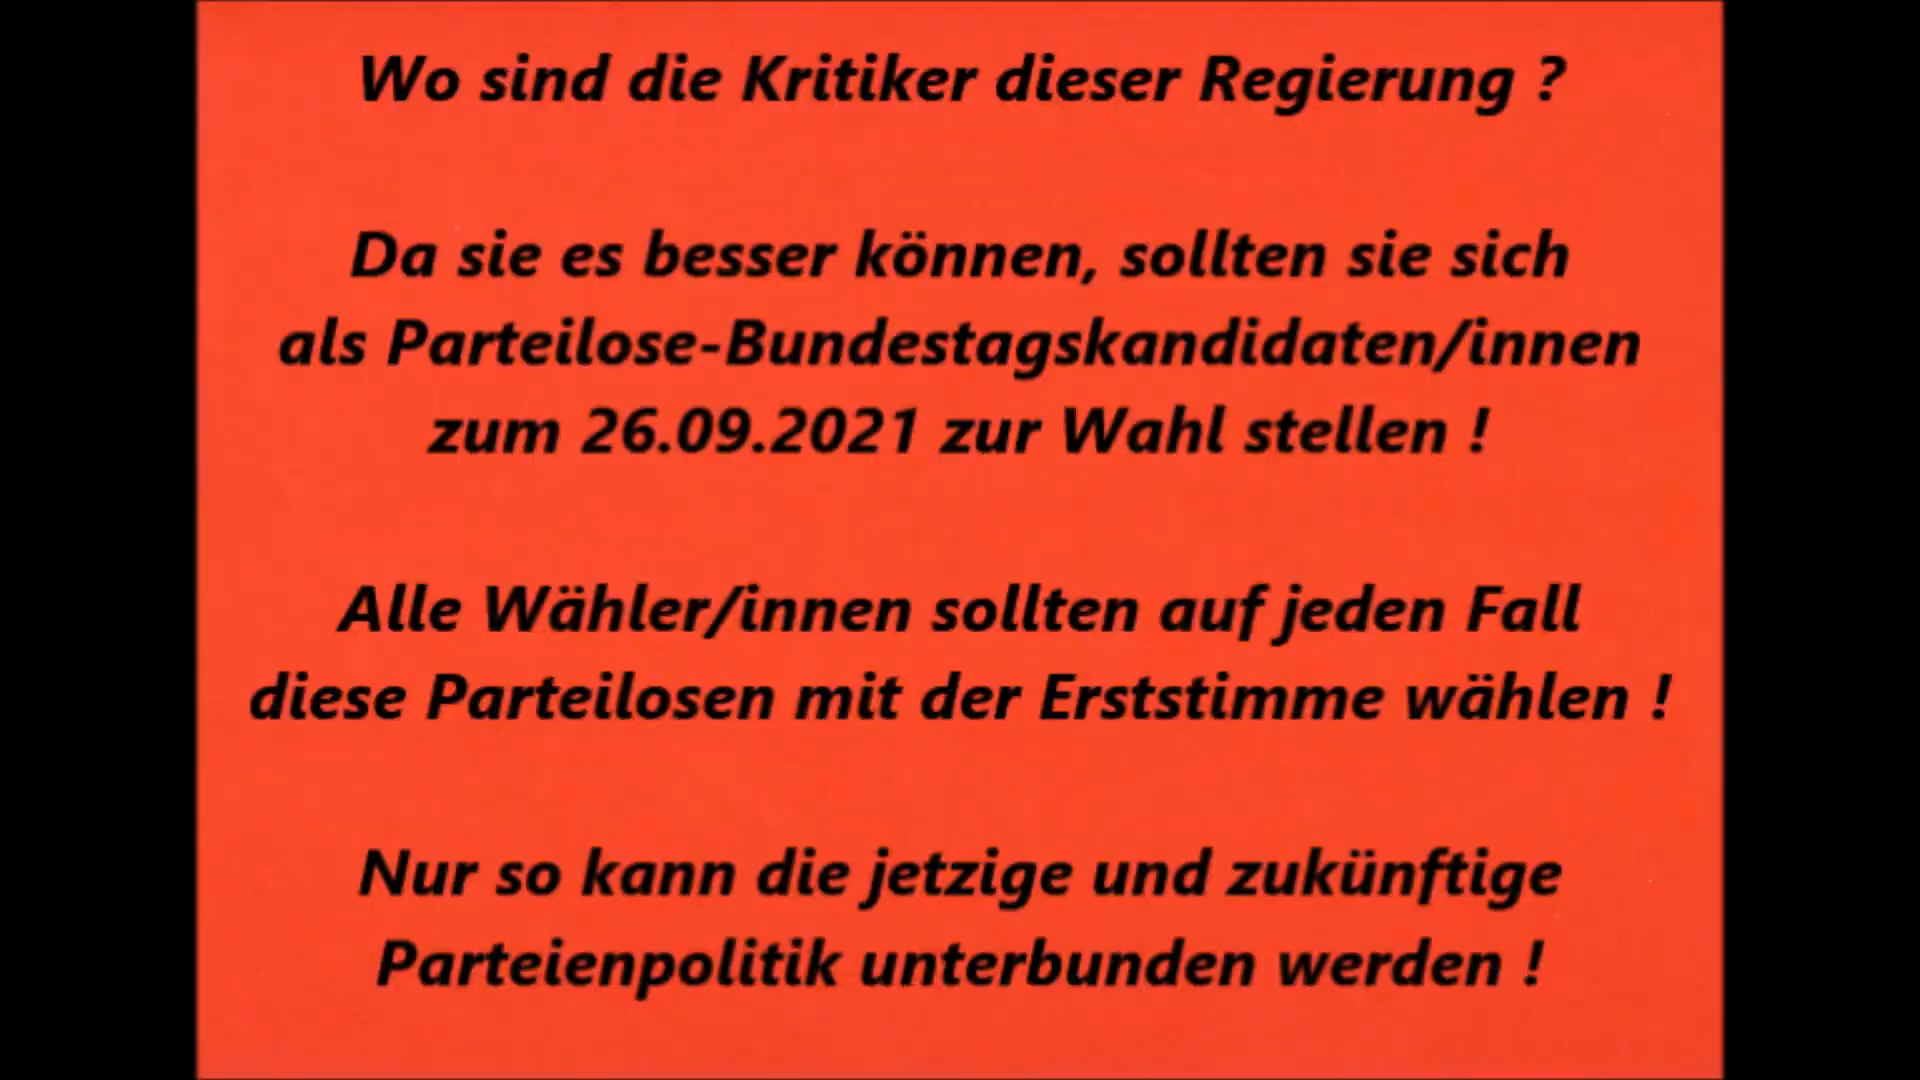 Wo sind die Kritiker dieser Regierung ?
Da sie es besser können, sollten sie sich
als Parteilose-Bundestagskandidaten/innen
zum 26.09.2021 zur Wahl stellen !
Alle Wähler/innen sollten auf jeden Fall
diese Parteilosen mit der Erststimme wählen !
Nur so kann die jetzige und zukünftige
Parteienpolitik unterbunden werden !